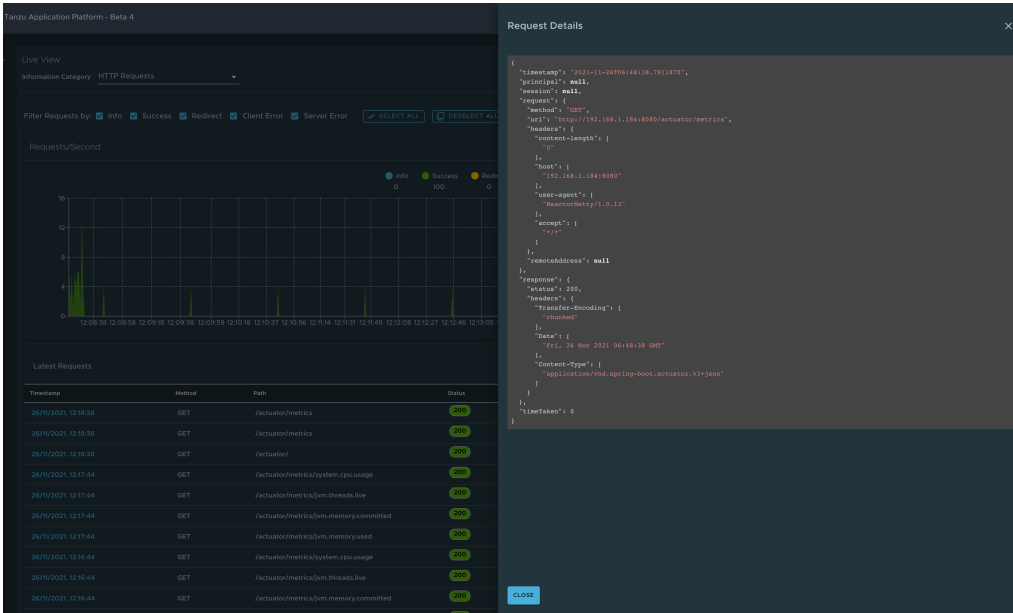 Tanzu Application Platform - Beta 4
Live View
Information Category HTTP Requests
Filter Requests by: Info Success Redirect Client Error Server Error SELECT ALL DESELECT ALL
Requests/Second
Info Success
0 100 0
16
12
8
4
0
12:08:38 12:08:58 12:09:18 12:09:38 12:09:59 12:10:18 12:10:37 12:10:56 12:11:14 12:11:31 12:11:49 12:12:08 12:12:27 12:12:46 12:13:05
Latest Requests
Timestamp Method Path Status
26/11/2021, 12:18:38 GET /actuator/metrics 200
26/11/2021, 12:18:38 GET /actuator/metrics 200
26/11/2021, 12:18:38 GET /actuator/ 200
26/11/2021, 12:17:44 GET /actuator/metrics/system.cpu.usage 200
26/11/2021, 12:17:44 GET /actuator/metrics/jvm.threads.live 200
26/11/2021, 12:17:44 GET /actuator/metrics/jvm.memory.committed 200
26/11/2021, 12:17:44 GET /actuator/metrics/jvm.memory.used 200
26/11/2021, 12:16:44 GET /actuator/metrics/system.cpu.usage 200
26/11/2021, 12:16:44 GET /actuator/metrics/jvm.threads.live 200
26/11/2021, 12:16:44 GET /actuator/metrics/jvm.memory.committed 200
Request Details
{
"timestamp": "2021-11-26T06:48:38.791187Z",
"principal": null,
"session": null,
"request": {
"method": "GET",
"uri": "http://192.168.1.184:8080/actuator/metrics",
"headers": {
"content-length": [
"0"
],
"host": [
"192.168.1.184:8080"
],
"user-agent": [
"ReactorNetty/1.0.13"
],
"accept": [
"*/*"
]
},
"remoteAddress": null
},
"response": {
"status": 200,
"headers": {
"Transfer-Encoding": [
"chunked"
],
"Date": [
"Fri, 26 Nov 2021 06:48:38 GMT"
],
"Content-Type": [
"application/vnd.spring-boot.actuator.v3+json"
]
}
},
"timeTaken": 0
}
CLOSE